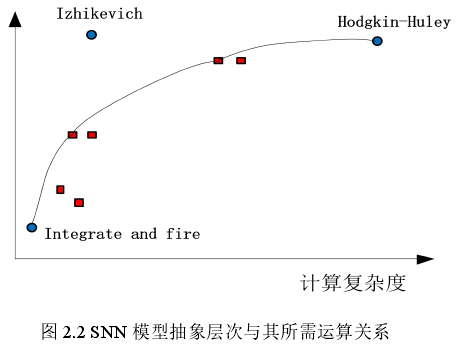 Izhikevich
Hodgkin-Huley
Integrate and fire
计算复杂度
图 2.2 SNN 模型抽象层次与其所需运算关系